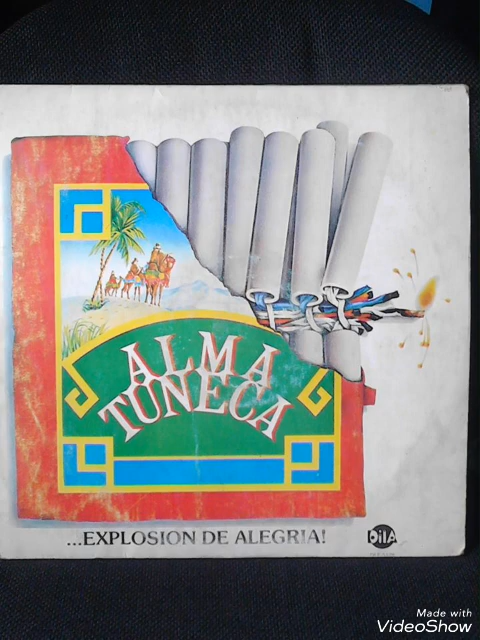 ALMA
TUNECA
...EXPLOSION DE ALEGRIA!
DILA
Made with
VideoShow